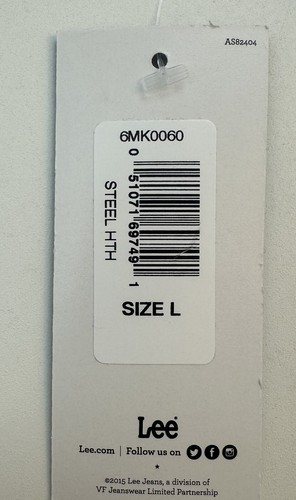 AS82404
6MK0060
0 51071 69749 1
STEEL HTH
SIZE L
Lee®
Lee.com | Follow us on
©2015 Lee Jeans, a division of
VF Jeanswear Limited Partnership